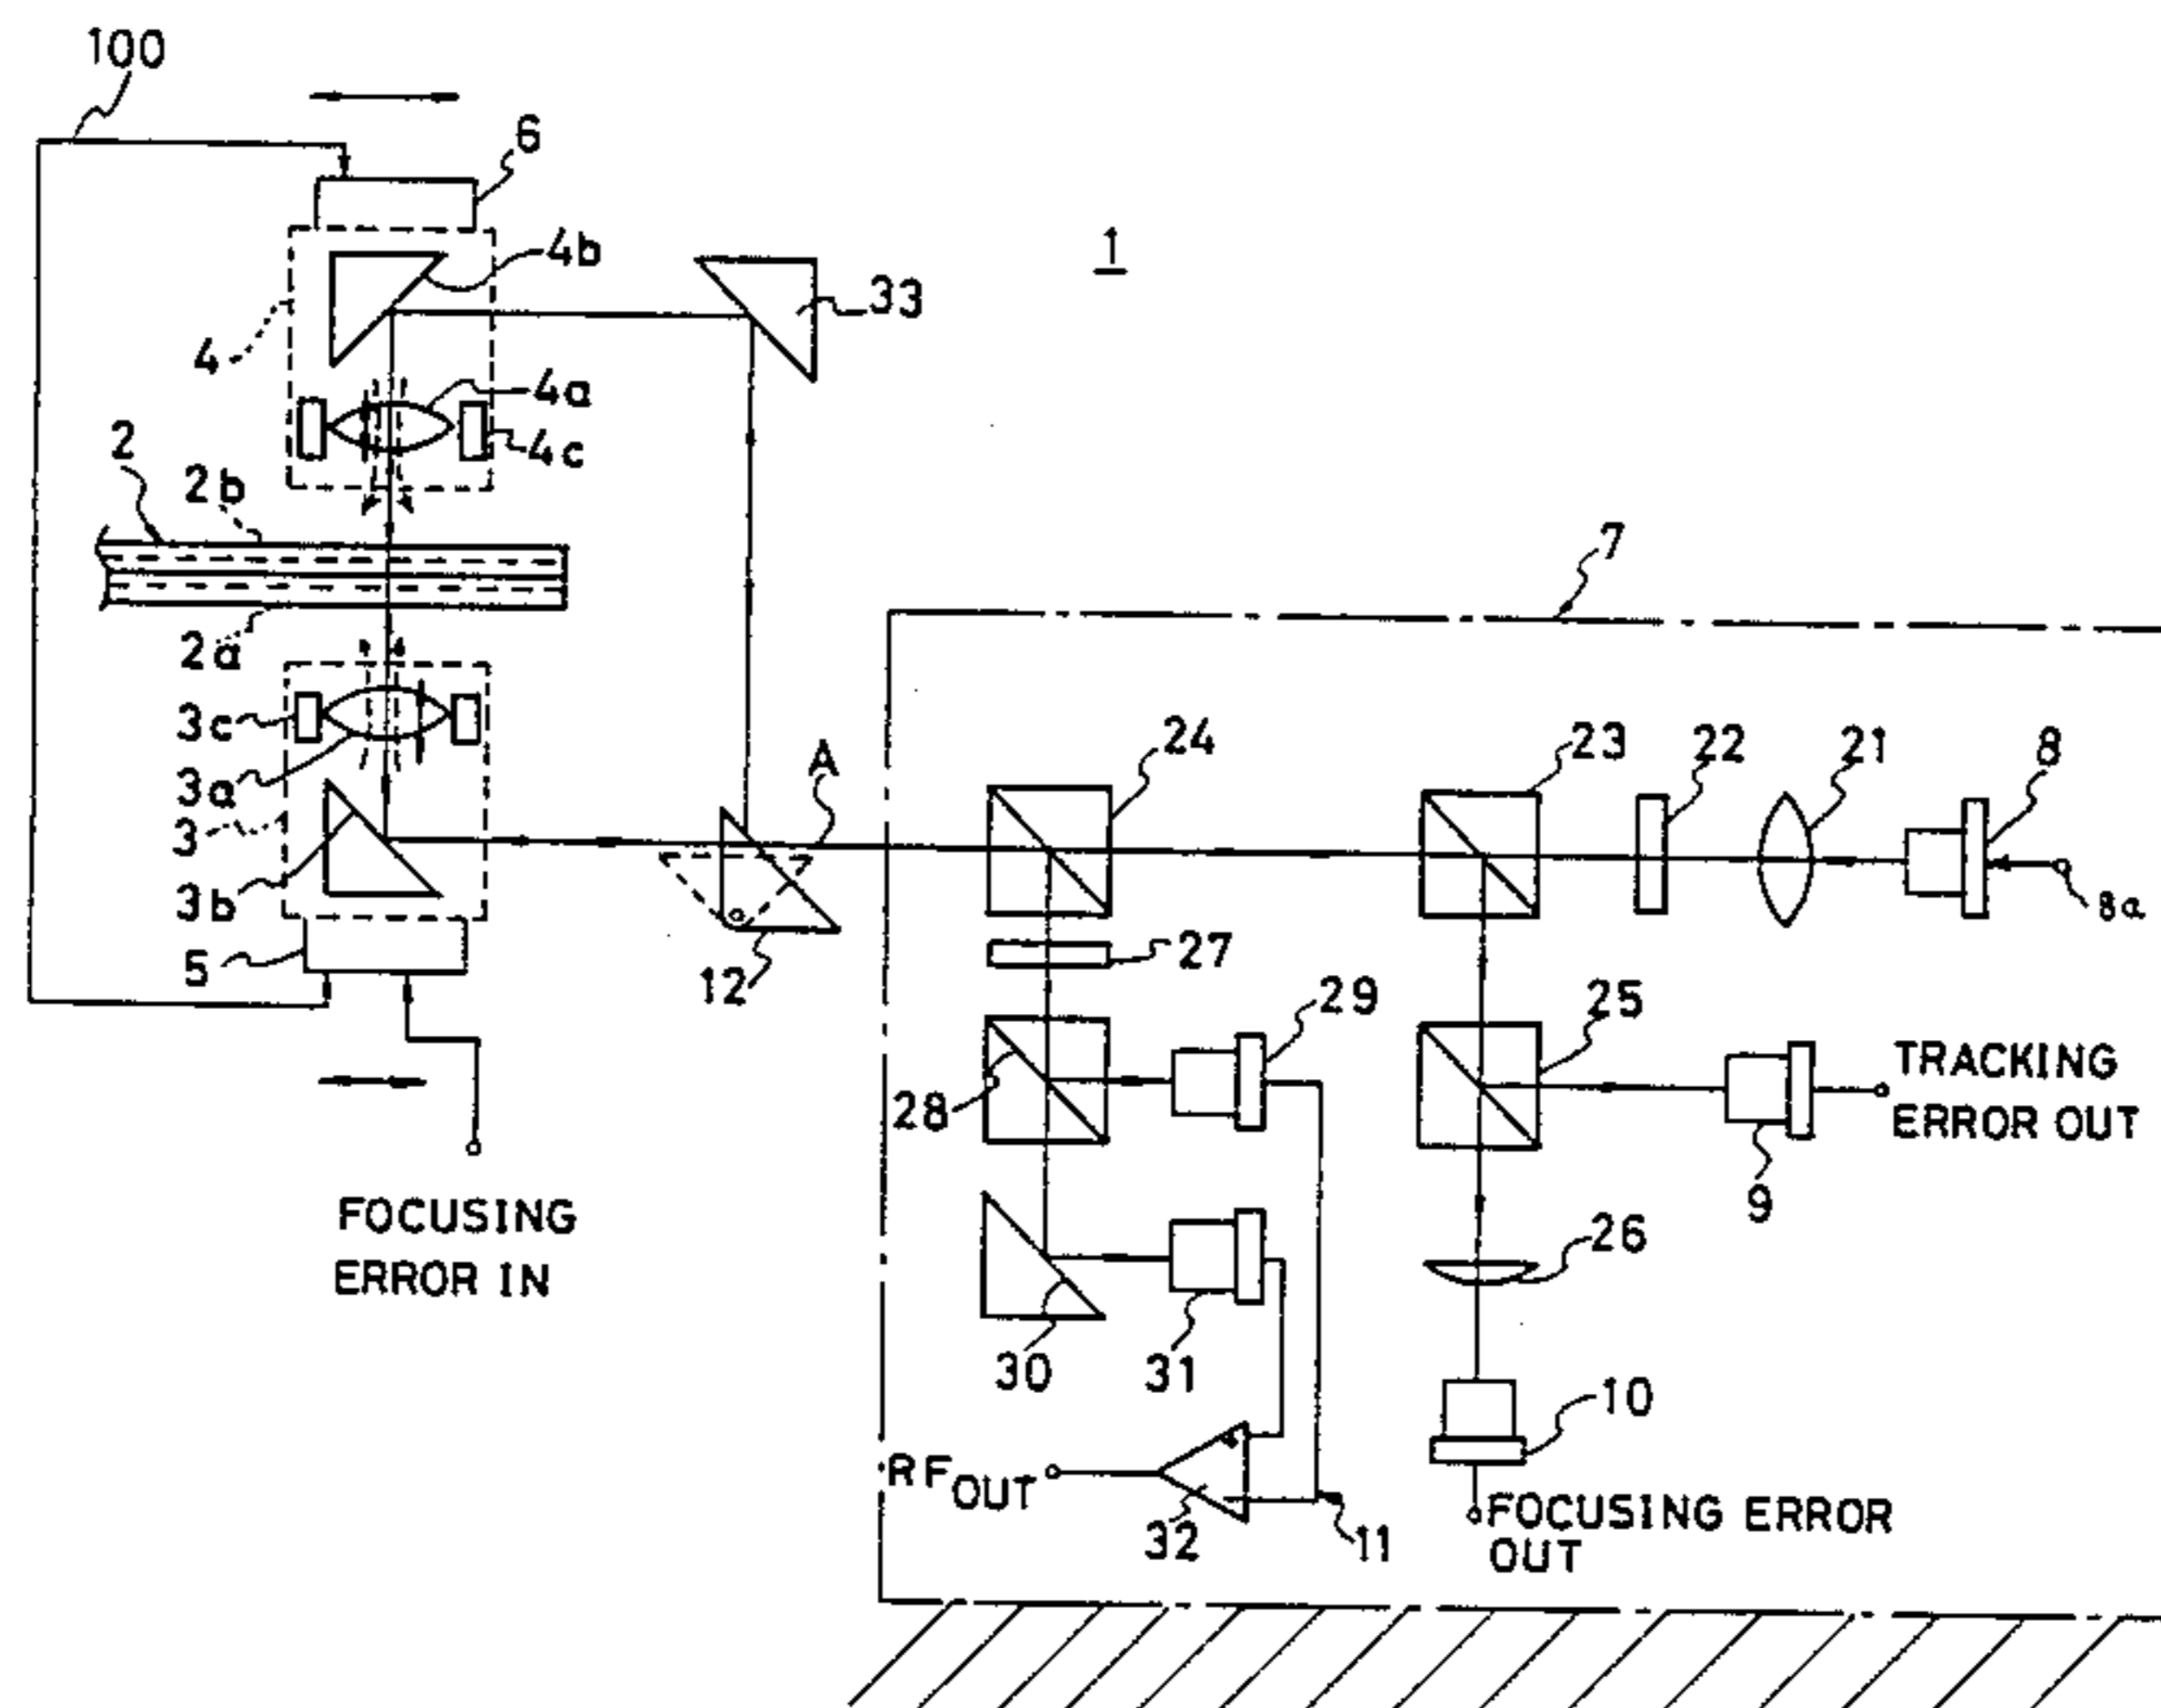 100
6
4b
1
33
4
4a
4c
2
2b
7
2a
3c
3a
A
24
23
22
21
8
3
3b
8a
5
12
27
29
25
28
TRACKING
ERROR OUT
9
FOCUSING
ERROR IN
26
30
31
10
RF OUT
32
11
FOCUSING ERROR
OUT